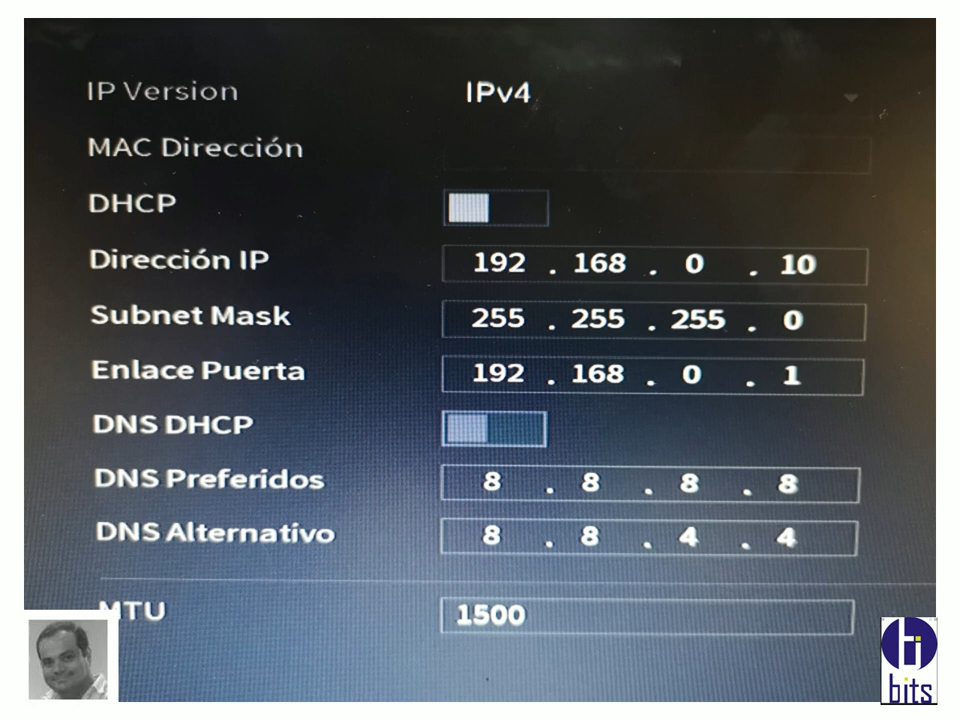 IP Version IPv4
MAC Dirección
DHCP
Dirección IP 192 . 168 . 0 . 10
Subnet Mask 255 . 255 . 255 . 0
Enlace Puerta 192 . 168 . 0 . 1
DNS DHCP
DNS Preferidos 8 . 8 . 8 . 8
DNS Alternativo 8 . 8 . 4 . 4
MTU 1500
bits